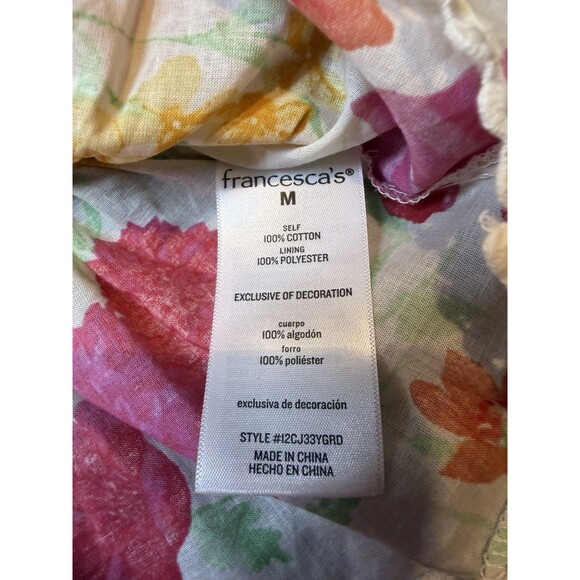 francesca's®
M
SELF
100% COTTON
LINING
100% POLYESTER
EXCLUSIVE OF DECORATION
cuerpo
100% algodón
forro
100% poliéster
exclusiva de decoración
STYLE #12CJ33YGRD
MADE IN CHINA
HECHO EN CHINA